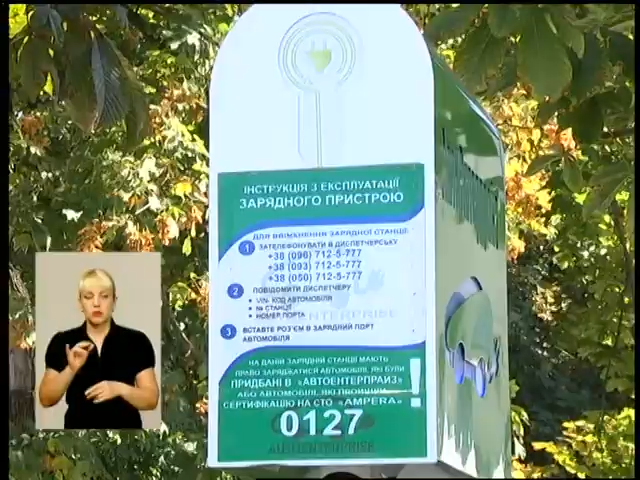 ІНСТРУКЦІЯ З ЕКСПЛУАТАЦІЇ
ЗАРЯДНОГО ПРИСТРОЮ
ДЛЯ ВВІМКНЕННЯ ЗАРЯДНОЇ СТАНЦІЇ:
1 ЗАТЕЛЕФОНУВАТИ В ДИСПЕТЧЕРСЬКУ
+38 (096) 712-5-777
+38 (093) 712-5-777
+38 (050) 712-5-777
2 ПОВІДОМИТИ ДИСПЕТЧЕРУ
• VIN-КОД АВТОМОБІЛЯ
• № СТАНЦІЇ
• НОМЕР ПОРТА
3 ВСТАВТЕ РОЗ'ЄМ В ЗАРЯДНИЙ ПОРТ
АВТОМОБІЛЯ
НА ДАНІЙ ЗАРЯДНІЙ СТАНЦІЇ МАЮТЬ
ПРАВО ЗАРЯДЖАТИСЯ АВТОМОБІЛІ, ЯКІ БУЛИ
ПРИДБАНІ В «АВТОЕНТЕРПРАЙЗ»
АБО АВТОМОБІЛІ, ЯКІ ПРОЙШЛИ
СЕРТИФІКАЦІЮ НА СТО «AMPERA»
!
0127
AUTOENTERPRISE